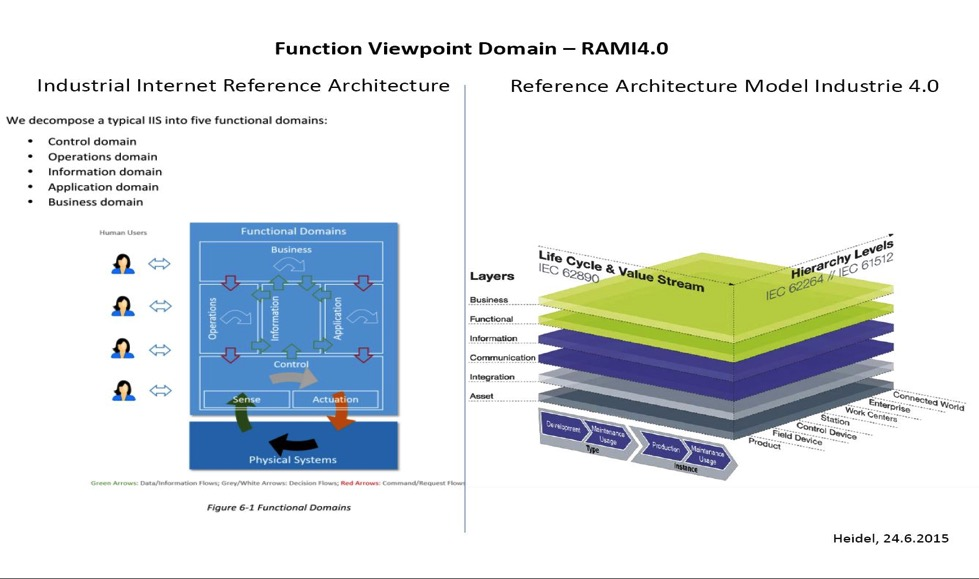 Function Viewpoint Domain – RAMI4.0
Industrial Internet Reference Architecture
We decompose a typical IIS into five functional domains:
• Control domain
• Operations domain
• Information domain
• Application domain
• Business domain
Human Users
Functional Domains
Business
Operations
Information
Application
Control
Sense
Actuation
Physical Systems
Green Arrows: Data/Information Flows; Grey/White Arrows: Decision Flows; Red Arrows: Command/Request Flows
Figure 6-1 Functional Domains
Reference Architecture Model Industrie 4.0
Life Cycle & Value Stream
IEC 62890
Hierarchy Levels
IEC 62264 // IEC 61512
Layers
Business
Functional
Information
Communication
Integration
Asset
Development
Maintenance
Usage
Type
Production
Maintenance
Usage
Instance
Connected World
Enterprise
Work Centers
Station
Control Device
Field Device
Product
Heidel, 24.6.2015